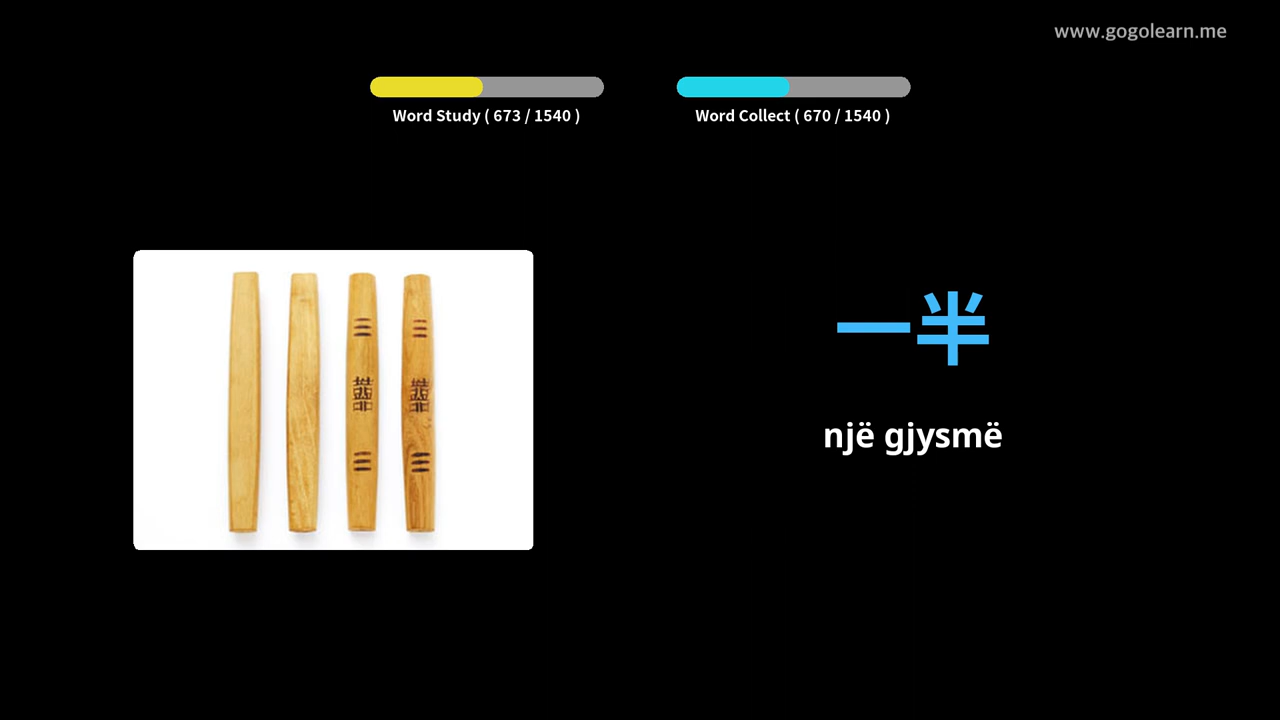 www.gogolearn.me
Word Study ( 673 / 1540 )
Word Collect ( 670 / 1540 )
一半
një gjysmë